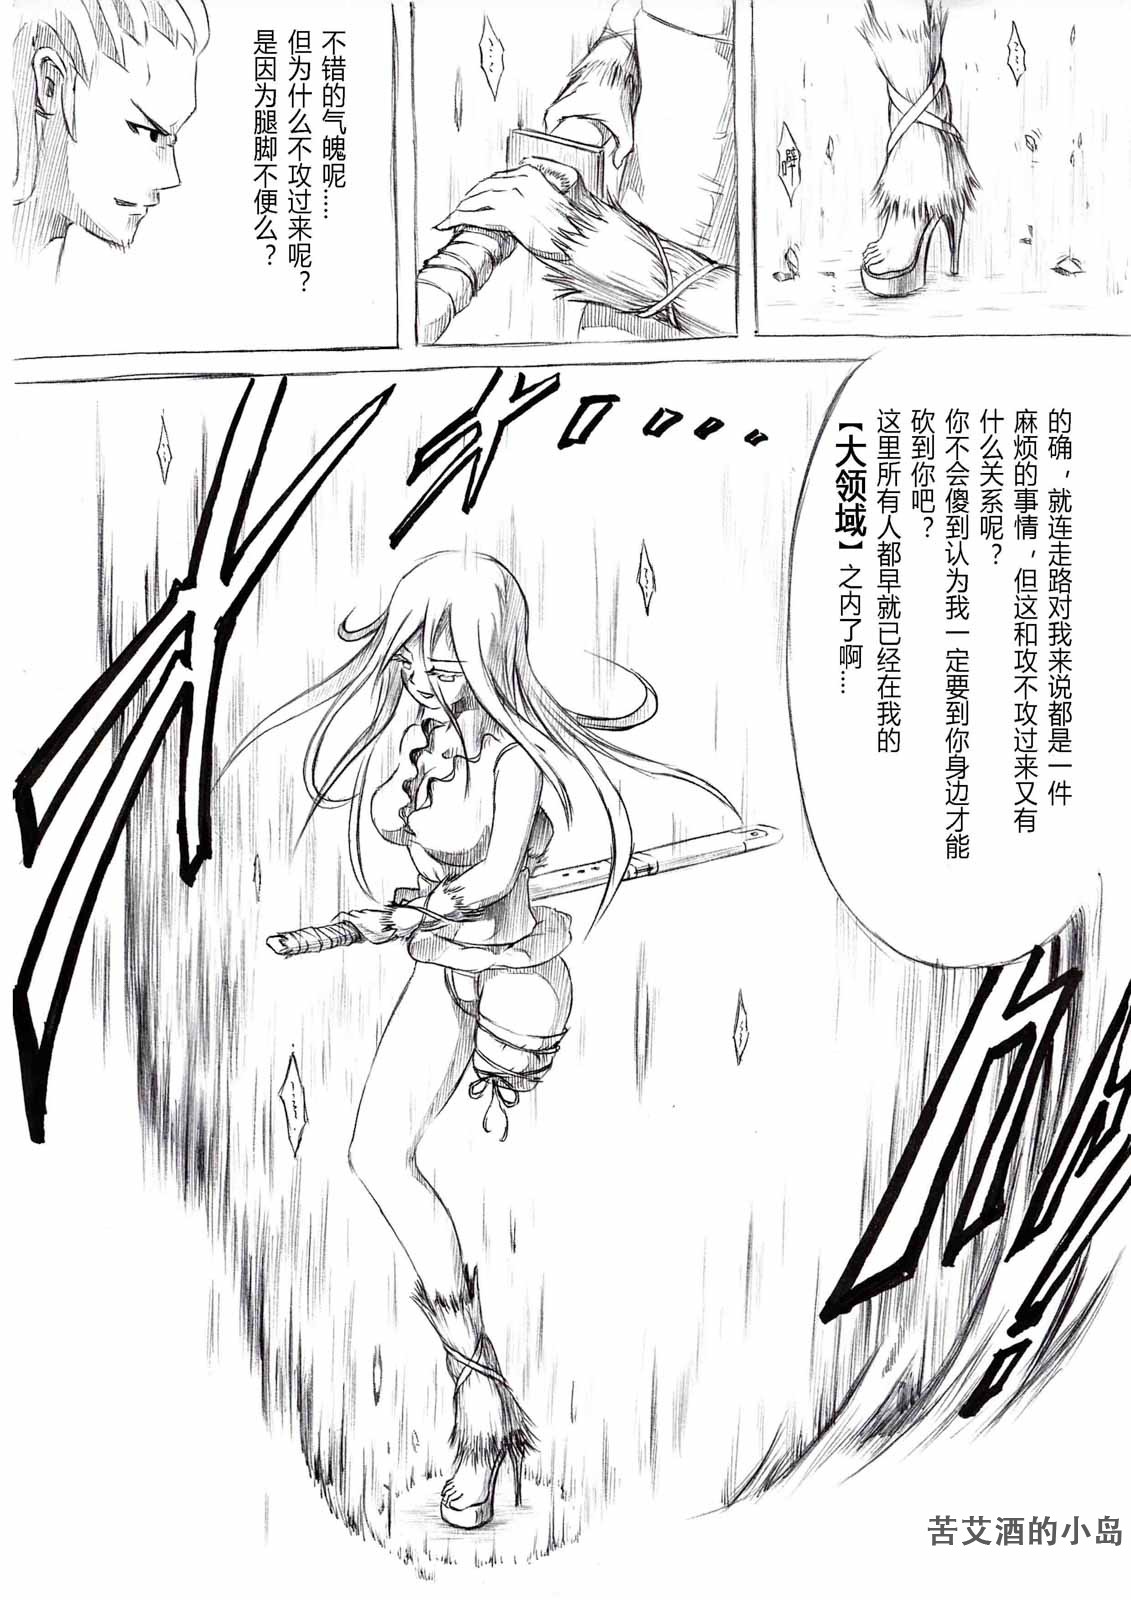 不错的气魄呢……
但为什么不攻过来呢？
是因为腿脚不便么？
噼
的确，就连走路对我来说都是一件
麻烦的事情，但这和攻不攻过来又有
什么关系呢？
你不会傻到认为我一定要到你身边才能
砍到你吧？
这里所有人都早就已经在我的
【大领域】之内了啊……
苦艾酒的小岛